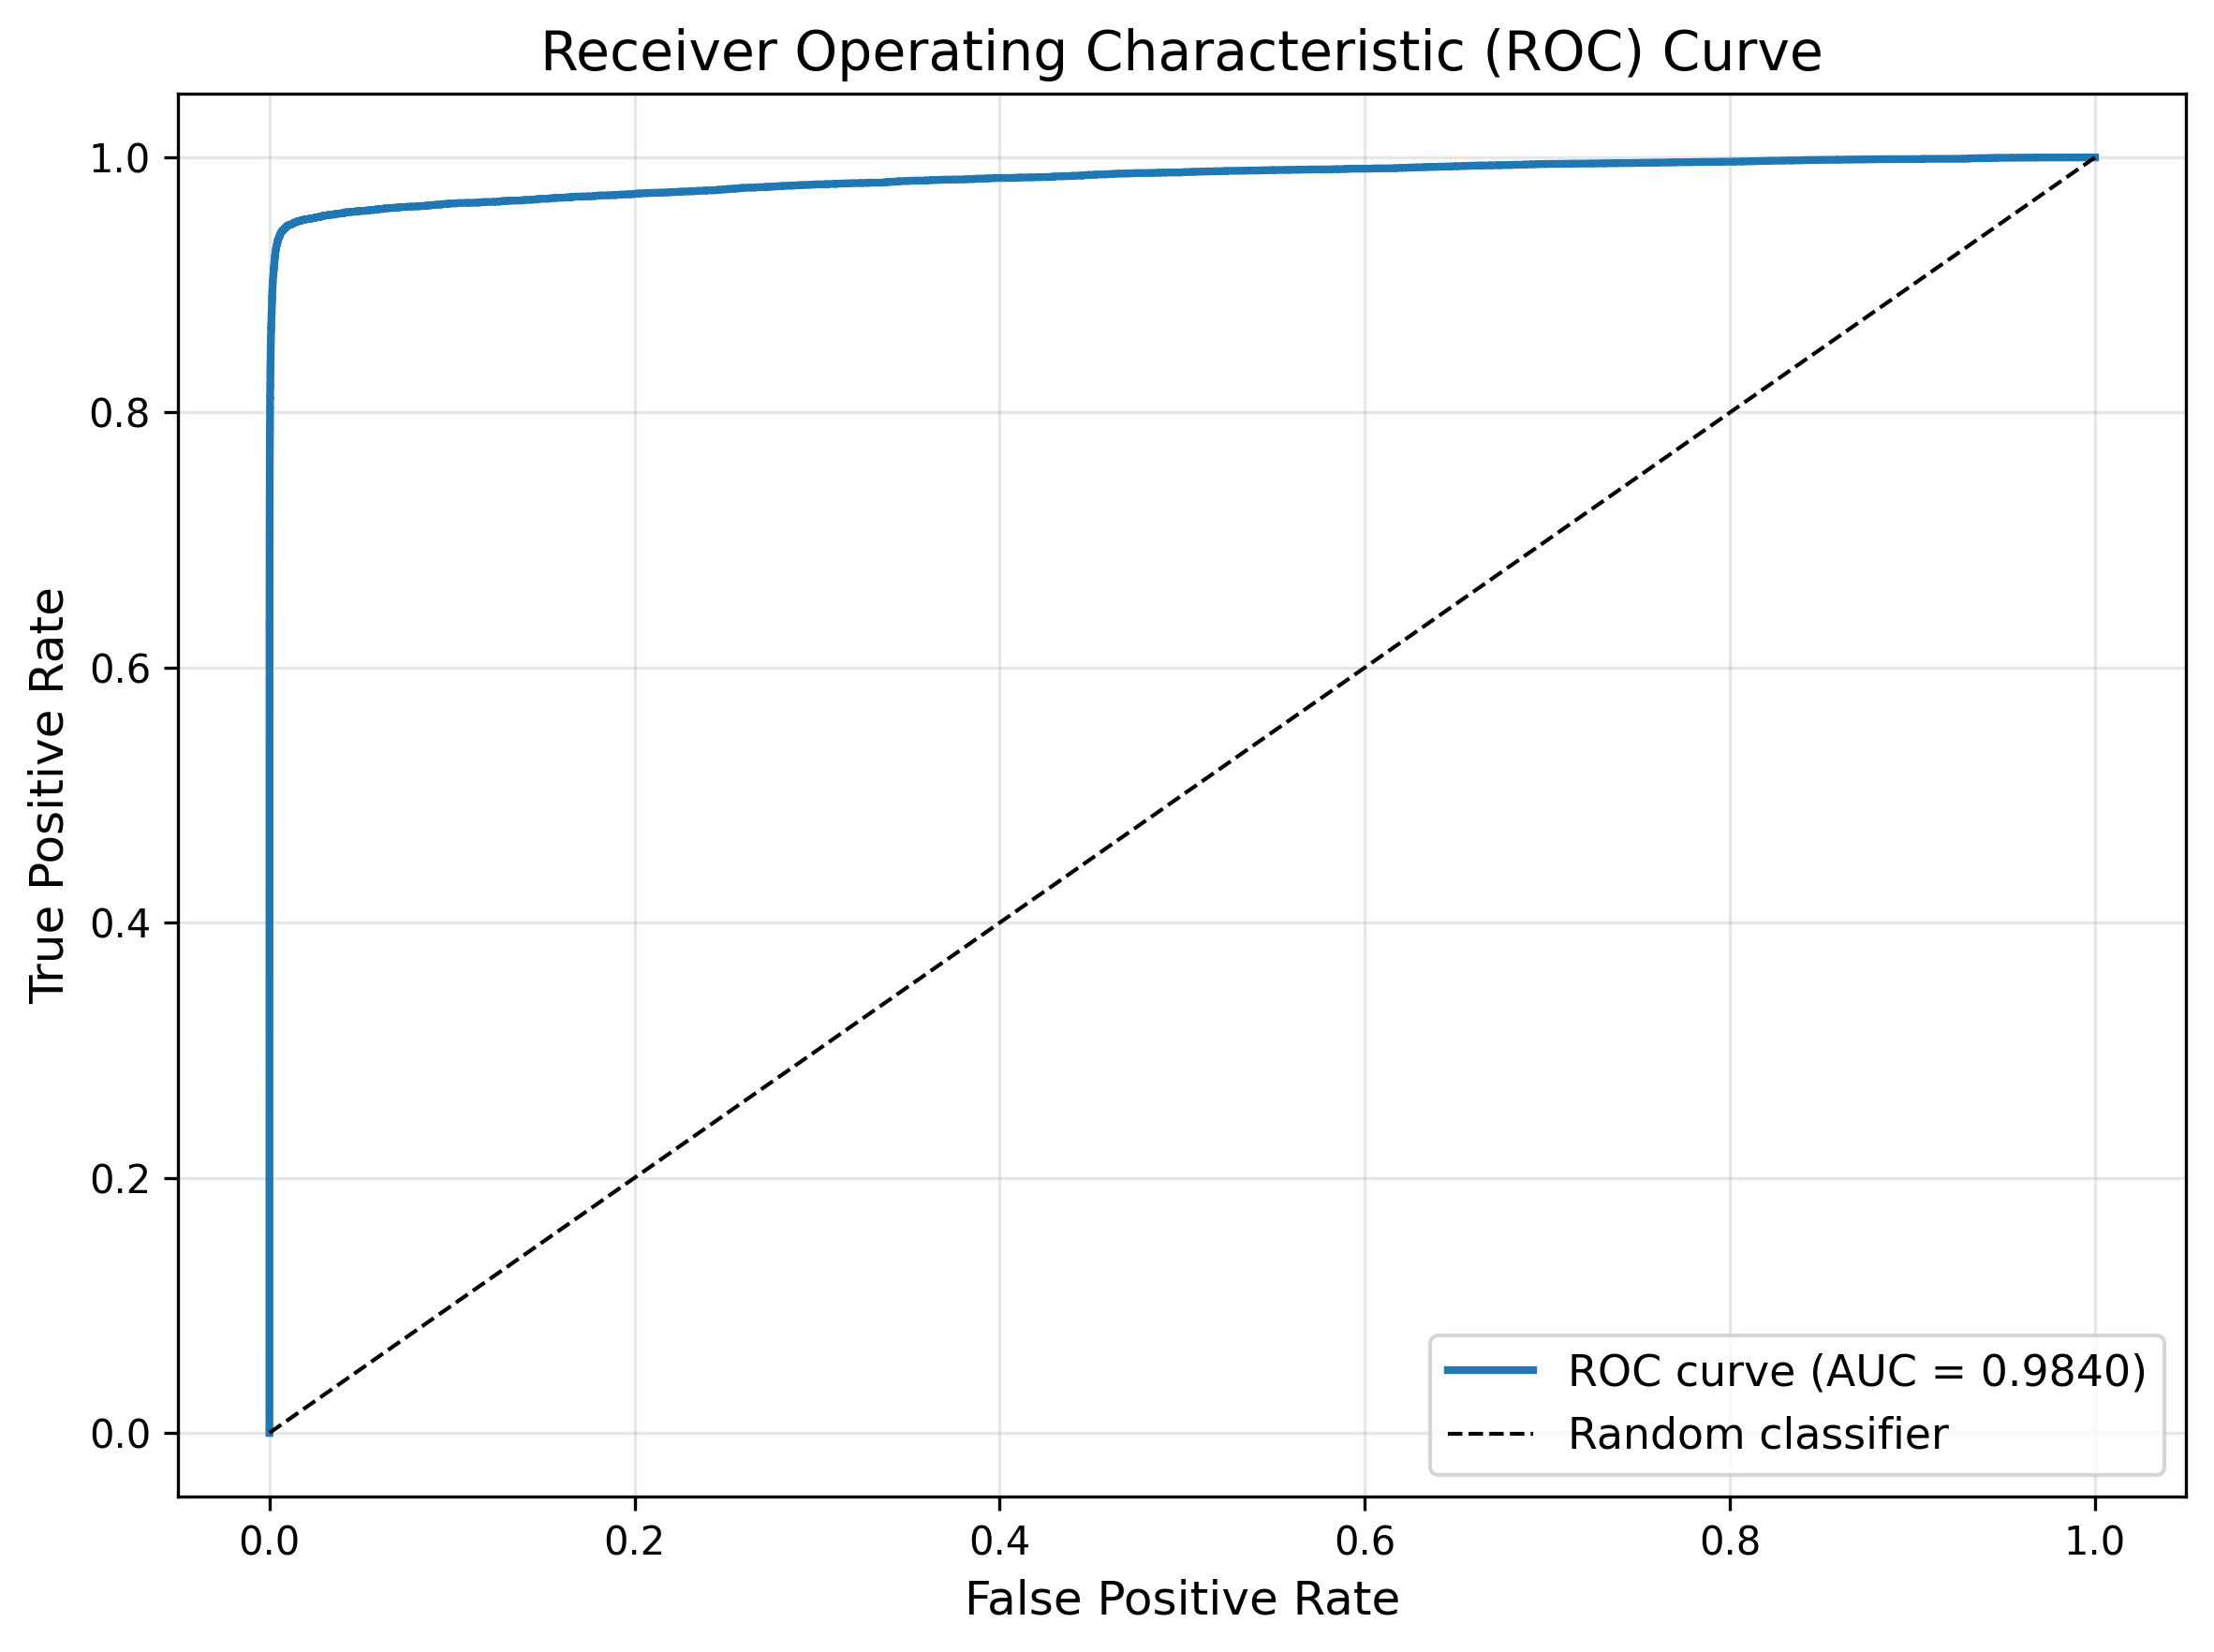 Receiver Operating Characteristic (ROC) Curve
True Positive Rate
1.0
0.8
0.6
0.4
0.2
0.0
ROC curve (AUC = 0.9840)
Random classifier
0.0 0.2 0.4 0.6 0.8 1.0
False Positive Rate